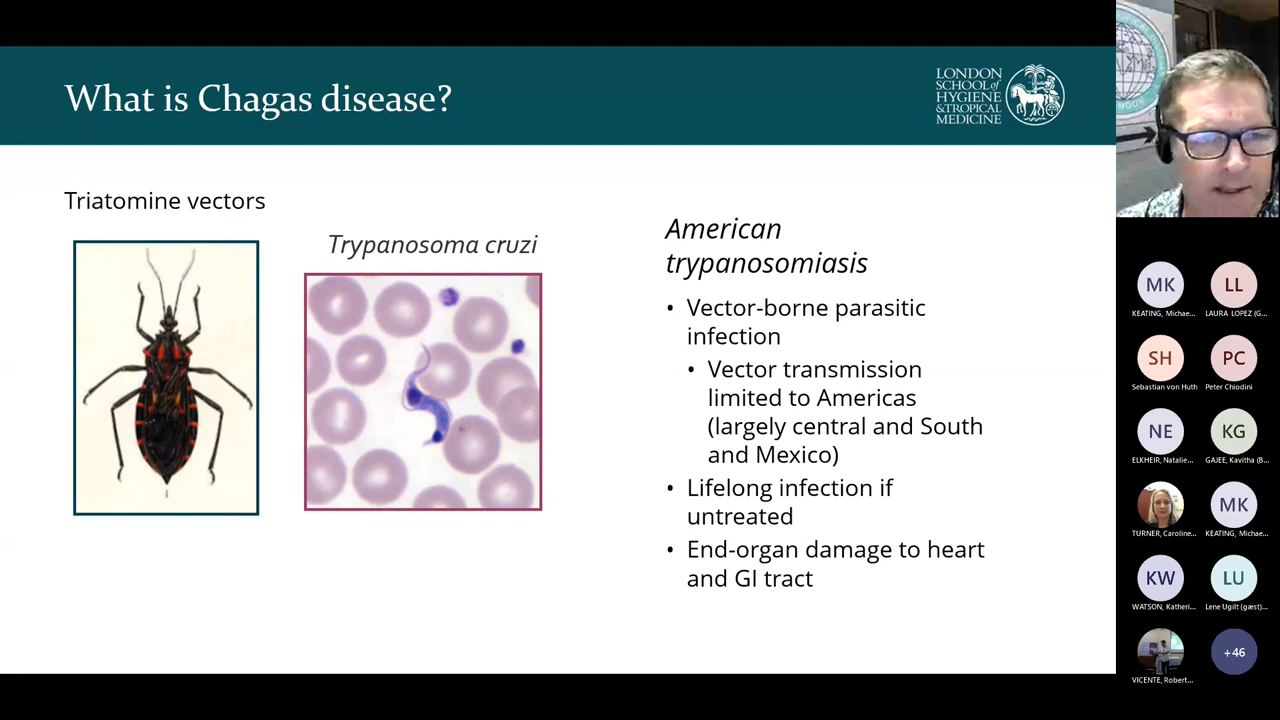 What is Chagas disease?
LONDON
SCHOOL of
HYGIENE
& TROPICAL
MEDICINE
Triatomine vectors
Trypanosoma cruzi
American
trypanosomiasis
• Vector-borne parasitic
infection
• Vector transmission
limited to Americas
(largely central and South
and Mexico)
• Lifelong infection if
untreated
• End-organ damage to heart
and GI tract
MK
KEATING, Michae...
LL
LAURA LOPEZ (G...
SH
Sebastian von Huth
PC
Peter Chiodini
NE
ELKHEIR, Natalie...
KG
GAJEE, Kavitha (B...
TURNER, Caroline...
MK
KEATING, Michae...
KW
WATSON, Katheri...
LU
Lene Ugilt (gæst)...
VICENTE, Robert...
+46